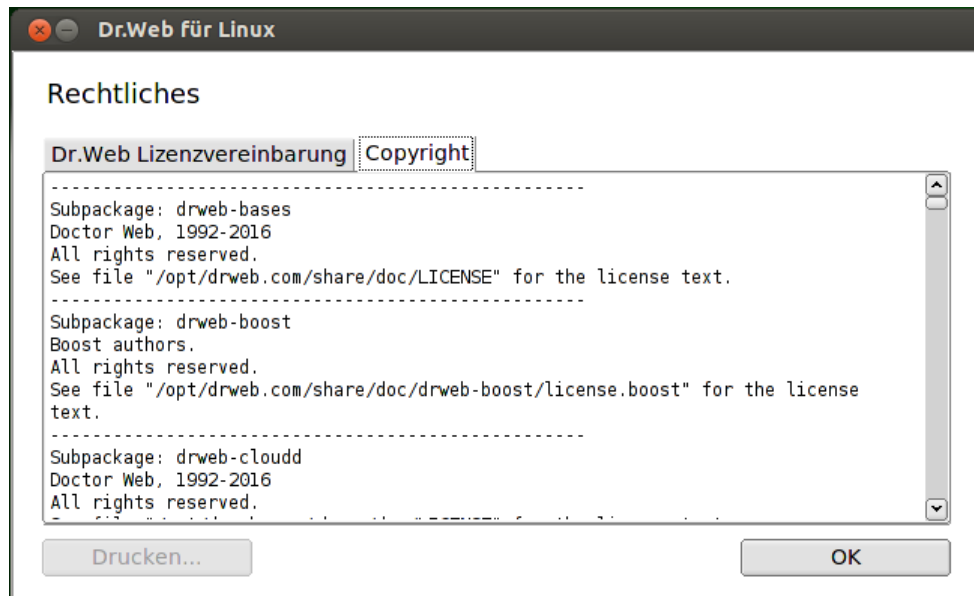 Dr.Web für Linux
Rechtliches
Dr.Web Lizenzvereinbarung
Copyright
---------------------------------------------------
Subpackage: drweb-bases
Doctor Web, 1992-2016
All rights reserved.
See file "/opt/drweb.com/share/doc/LICENSE" for the license text.
---------------------------------------------------
Subpackage: drweb-boost
Boost authors.
All rights reserved.
See file "/opt/drweb.com/share/doc/drweb-boost/license.boost" for the license
text.
---------------------------------------------------
Subpackage: drweb-cloudd
Doctor Web, 1992-2016
All rights reserved.
Drucken...
OK